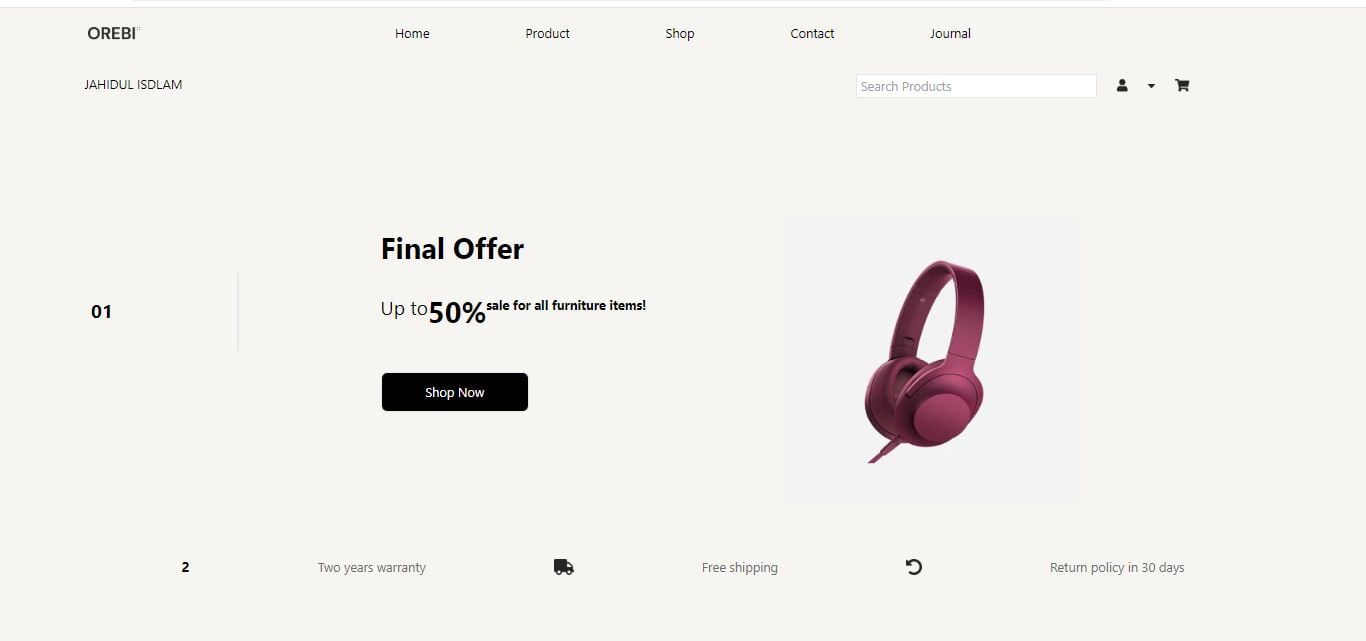 OREBI
Home Product Shop Contact Journal
JAHIDUL ISDLAM
Search Products
Final Offer
01
Up to 50% sale for all furniture items!
Shop Now
2 Two years warranty Free shipping Return policy in 30 days